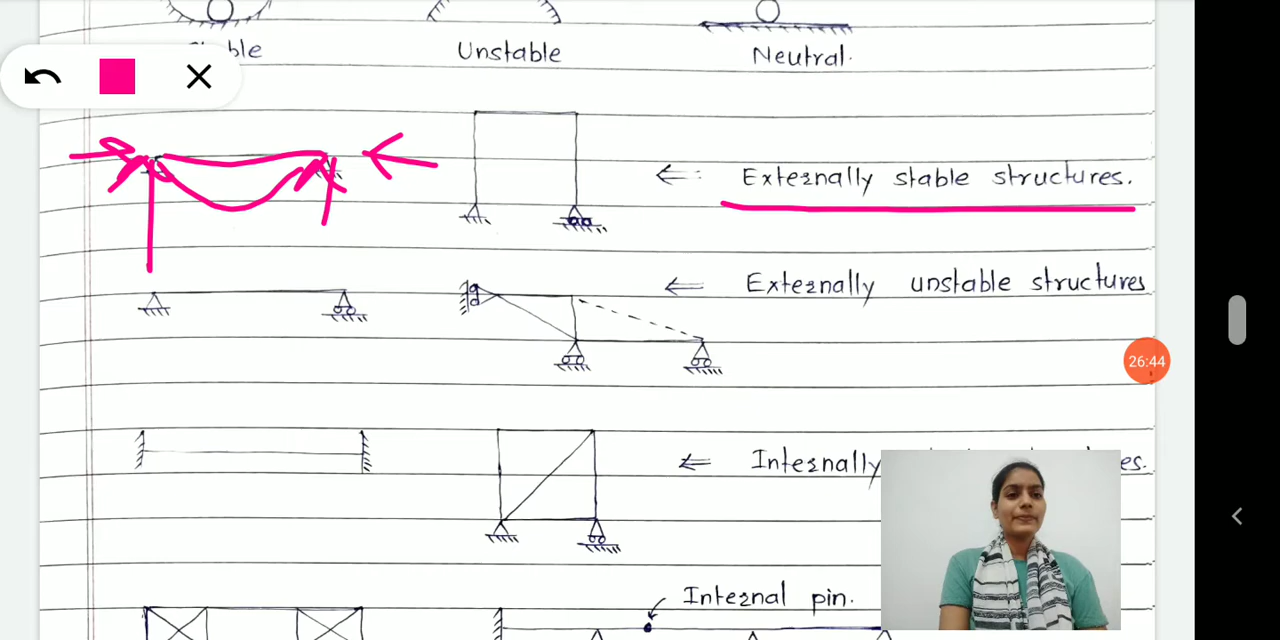 Unstable
Neutral.
Externally stable structures.
Externally unstable structures
26:44
Internally
Internal pin.